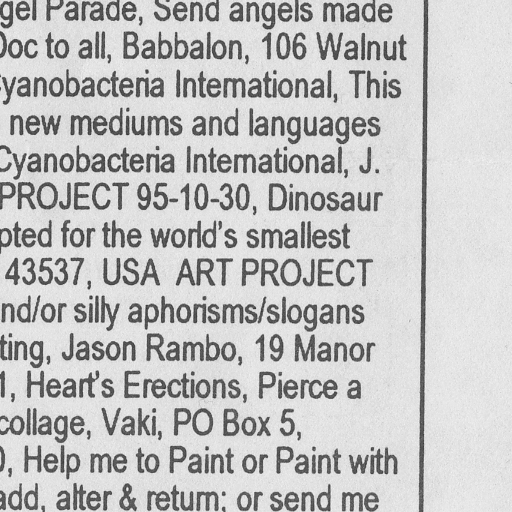 gel Parade, Send angels made
Doc to all, Babbalon, 106 Walnut
Cyanobacteria International, This
new mediums and languages
Cyanobacteria International, J.
PROJECT 95-10-30, Dinosaur
pted for the world's smallest
43537, USA ART PROJECT
nd/or silly aphorisms/slogans
ting, Jason Rambo, 19 Manor
1, Heart's Erections, Pierce a
collage, Vaki, PO Box 5,
0, Help me to Paint or Paint with
add, alter & return; or send me